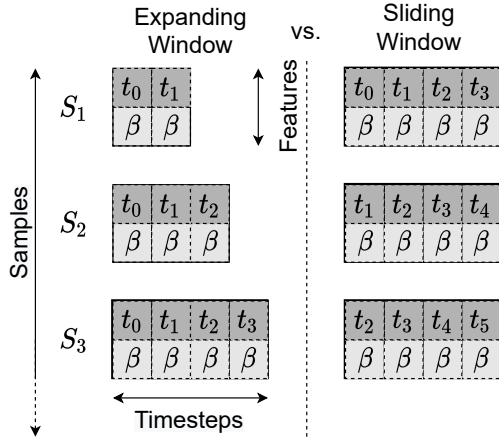 Expanding
Window
vs.
Sliding
Window
Samples
Features
S₁
t₀ t₁
β β
t₀ t₁ t₂ t₃
β β β β
S₂
t₀ t₁ t₂
β β β
t₁ t₂ t₃ t₄
β β β β
S₃
t₀ t₁ t₂ t₃
β β β β
t₂ t₃ t₄ t₅
β β β β
Timesteps